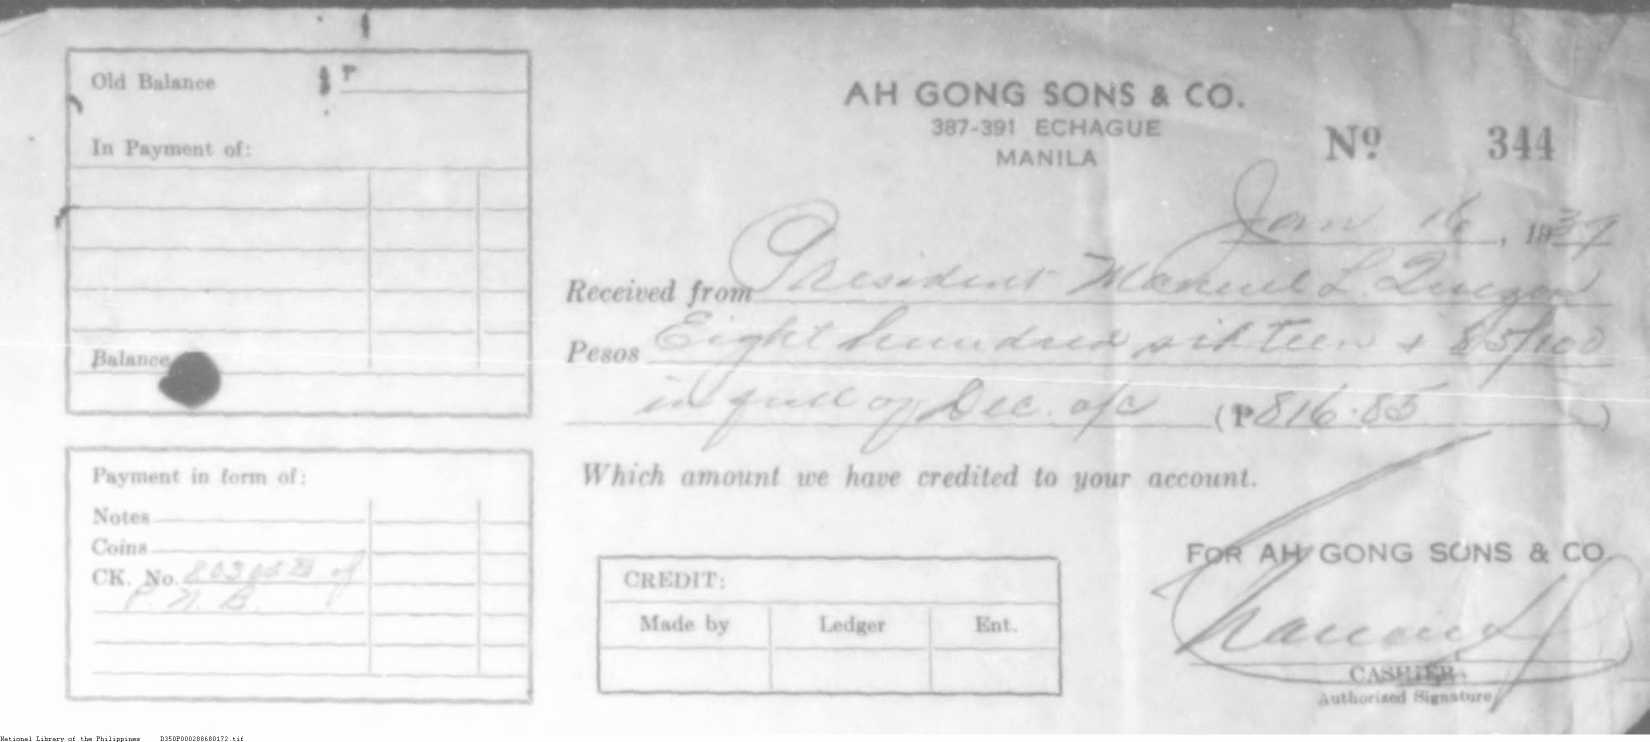 Old Balance ₱
In Payment of:
Balance
Payment in form of:
Notes
Coins
CK. No. of
P. N. B.
AH GONG SONS & CO.
387-391 ECHAGUE
MANILA
Nº 344
Jan 16, 1937
Received from President Manuel L. Quezon
Pesos Eight hundred sixteen & 85/100
in full of Dec. a/c (₱816.85)
Which amount we have credited to your account.
CREDIT:
Made by Ledger Ent.
FOR AH GONG SONS & CO.
CASHIER
Authorized Signature
National Library of the Philippines